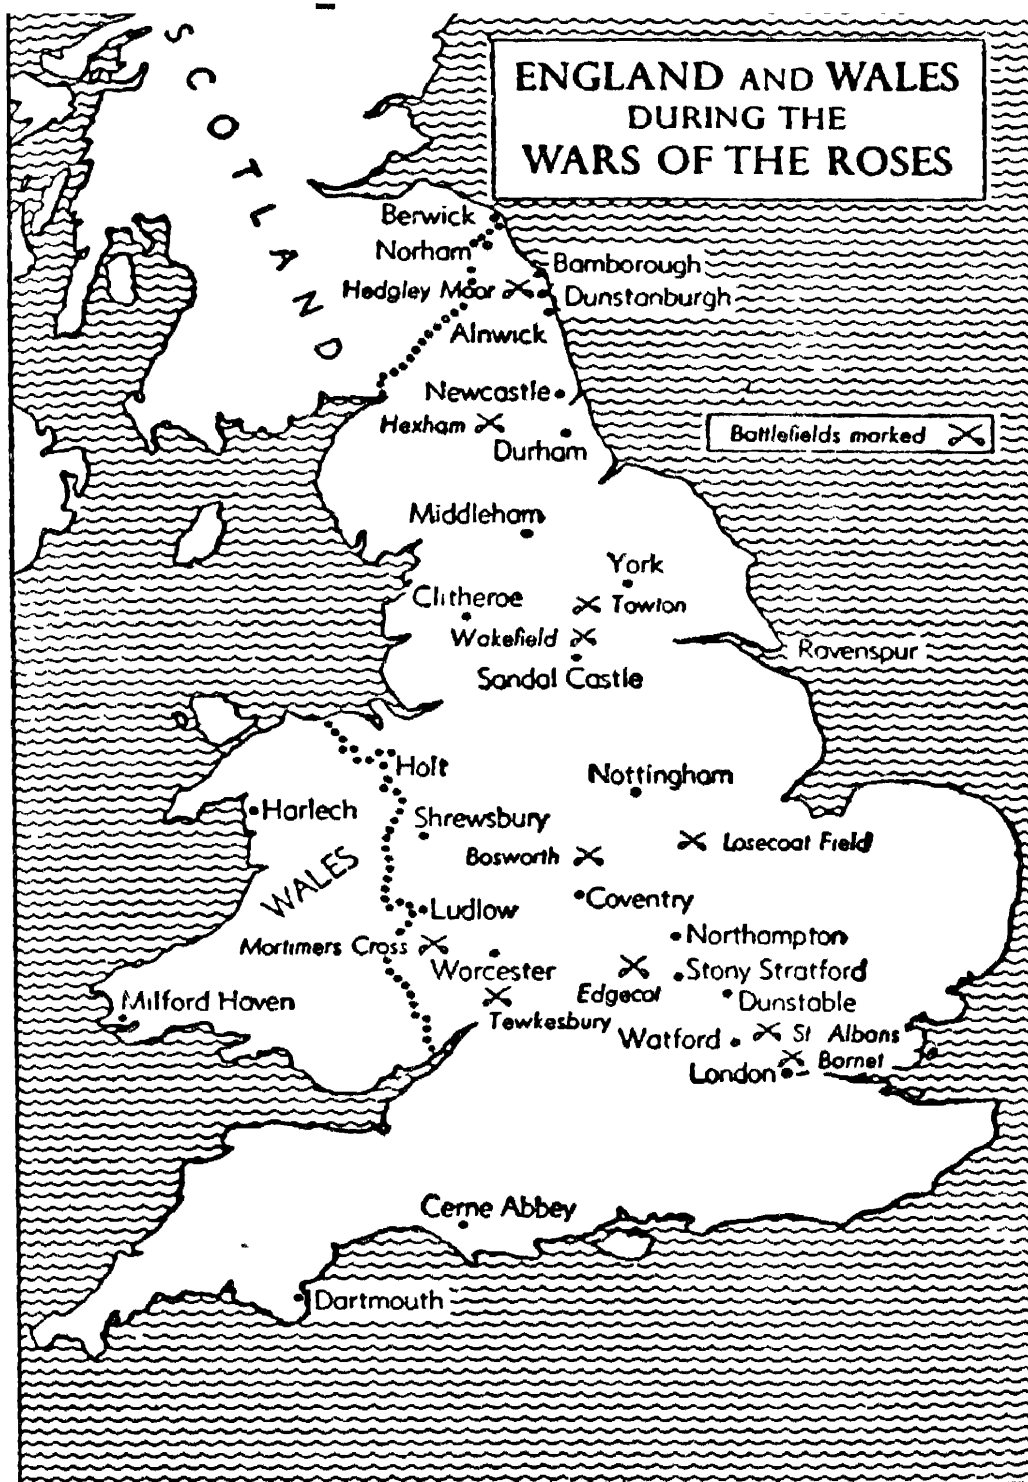 ENGLAND AND WALES
DURING THE
WARS OF THE ROSES
SCOTLAND
Berwick
Norham
Bamborough
Hedgley Moor
Dunstanburgh
Alnwick
Newcastle
Hexham
Battlefields marked
Durham
Middleham
York
Clitheroe
Towton
Wakefield
Ravenspur
Sandal Castle
Holt
Nottingham
Harlech
Shrewsbury
Losecoat Field
Bosworth
WALES
Coventry
Ludlow
Northampton
Mortimers Cross
Worcester
Stony Stratford
Edgecot
Milford Haven
Dunstable
Tewkesbury
Watford
St Albans
Barnet
London
Cerne Abbey
Dartmouth